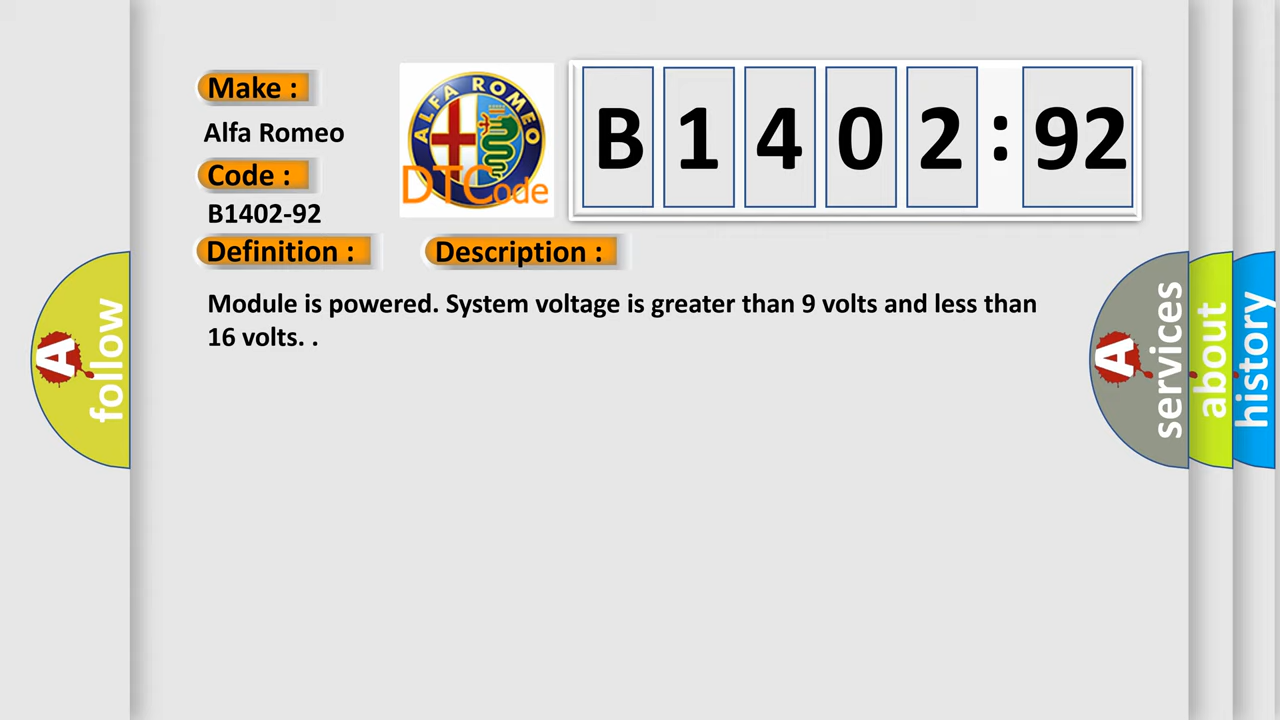 Make :
Alfa Romeo
Code :
B1402-92
ALFA ROMEO
DTCode
B 1 4 0 2 : 92
Definition :
Description :
Module is powered. System voltage is greater than 9 volts and less than
16 volts. .
A follow
A services
about
history